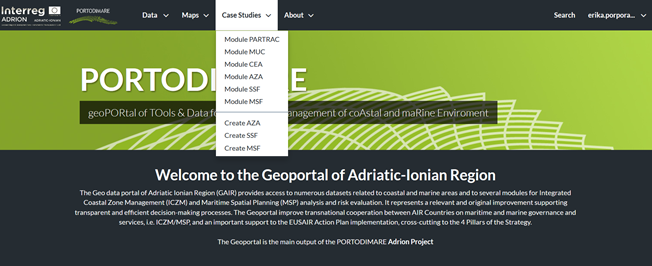 Interreg
ADRION ADRIATIC-IONIAN
PORTODIMARE
Data Maps Case Studies About Search erika.porpora...
Module PARTRAC
Module MUC
Module CEA
Module AZA
Module SSF
Module MSF
Create AZA
Create SSF
Create MSF
PORTODIMARE
geoPORtal of TOols & Data fo anagement of coAstal and maRine Enviroment
Welcome to the Geoportal of Adriatic-Ionian Region
The Geo data portal of Adriatic Ionian Region (GAIR) provides access to numerous datasets related to coastal and marine areas and to several modules for Integrated
Coastal Zone Management (ICZM) and Maritime Spatial Planning (MSP) analysis and risk evaluation. It represents a relevant and original improvement supporting
transparent and efficient decision-making processes. The Geoportal improve transnational cooperation between AIR Countries on maritime and marine governance and
services, i.e. ICZM/MSP, and an important support to the EUSAIR Action Plan implementation, cross-cutting to the 4 Pillars of the Strategy.
The Geoportal is the main output of the PORTODIMARE Adrion Project